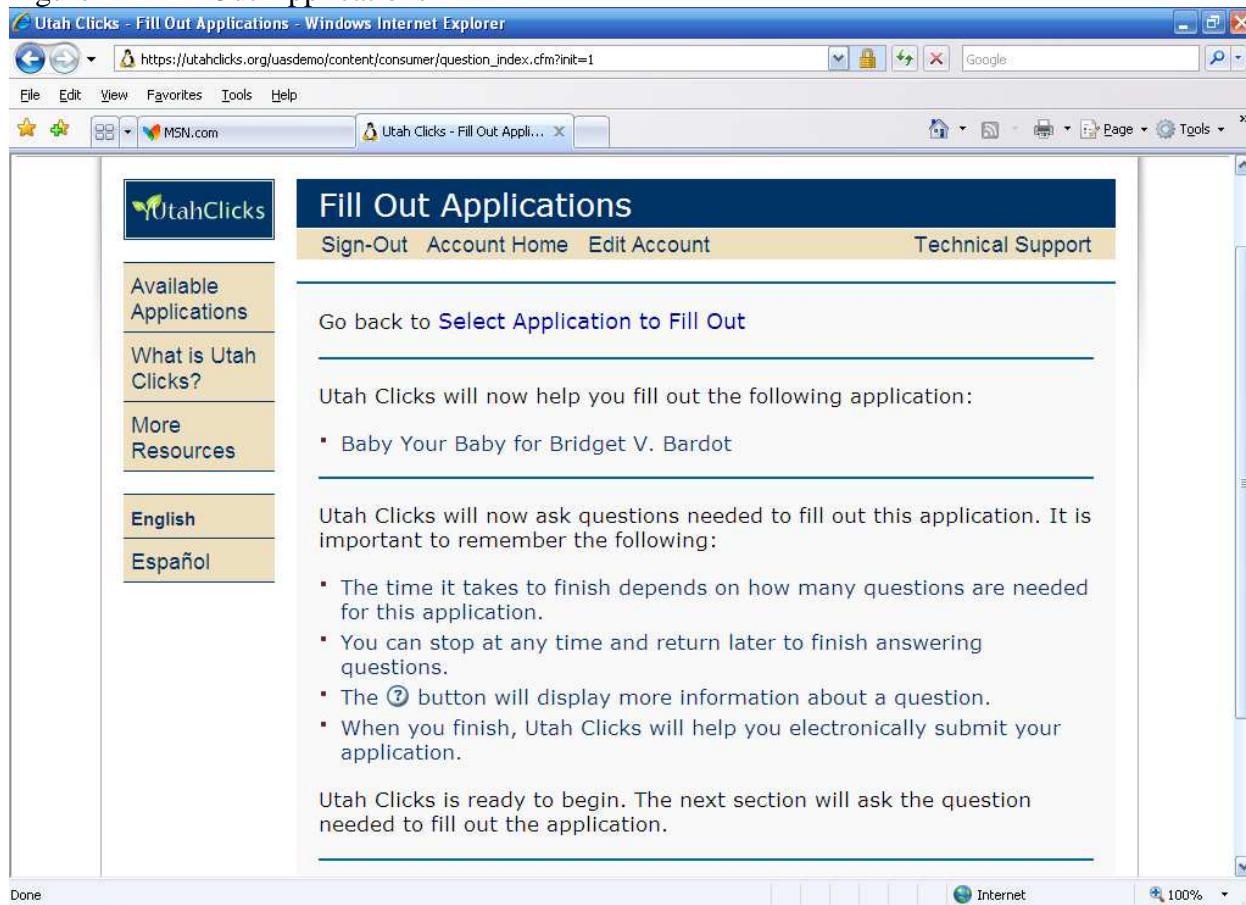 Utah Clicks - Fill Out Applications - Windows Internet Explorer
https://utahclicks.org/uasdemo/content/consumer/question_index.cfm?init=1
Google
File Edit View Favorites Tools Help
MSN.com
Utah Clicks - Fill Out Appli...
Page
Tools
UtahClicks
Fill Out Applications
Sign-Out Account Home Edit Account Technical Support
Available
Applications
What is Utah
Clicks?
More
Resources
English
Español
Go back to Select Application to Fill Out
Utah Clicks will now help you fill out the following application:
Baby Your Baby for Bridget V. Bardot
Utah Clicks will now ask questions needed to fill out this application. It is
important to remember the following:
The time it takes to finish depends on how many questions are needed
for this application.
You can stop at any time and return later to finish answering
questions.
The ? button will display more information about a question.
When you finish, Utah Clicks will help you electronically submit your
application.
Utah Clicks is ready to begin. The next section will ask the question
needed to fill out the application.
Done
Internet
100%